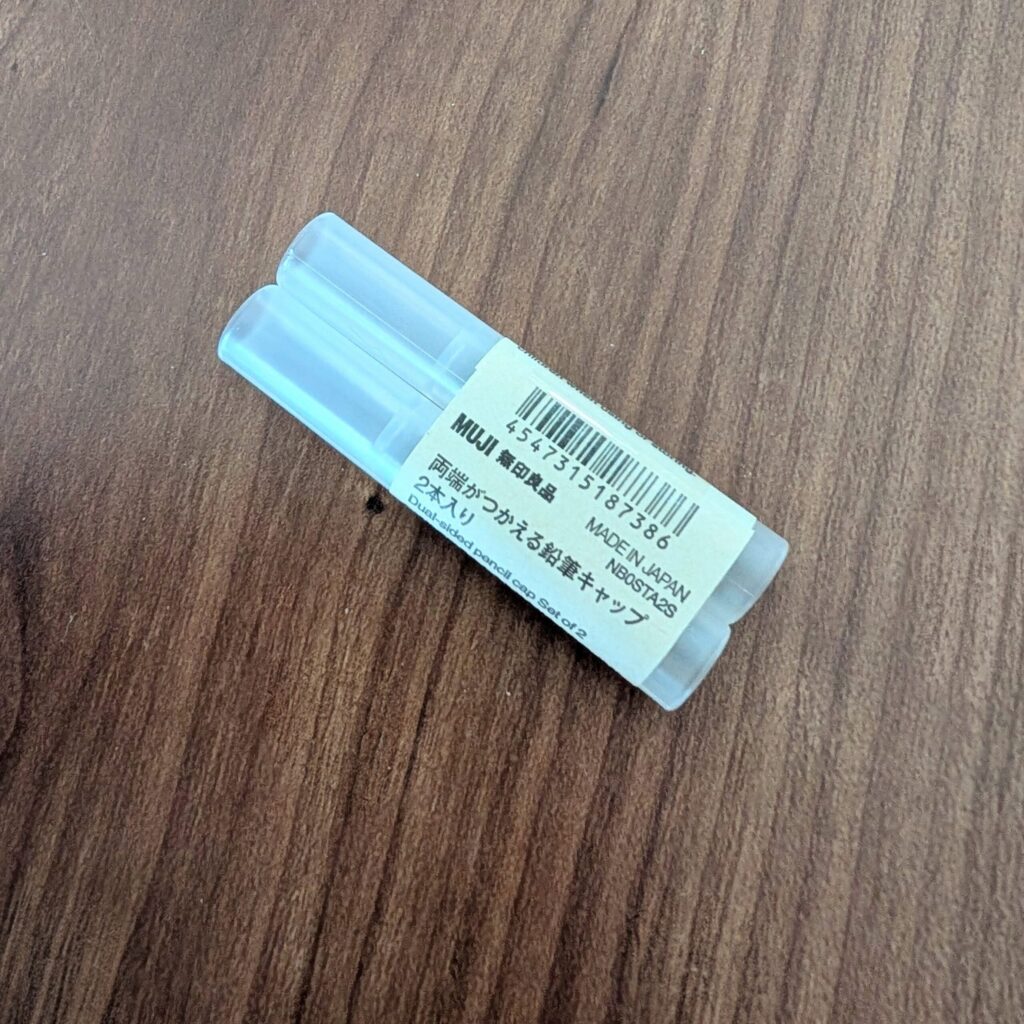 4547315187386
MUJI 無印良品
MADE IN JAPAN
NB0STA2S
両端がつかえる鉛筆キャップ
2本入り
Dual-sided pencil cap Set of 2